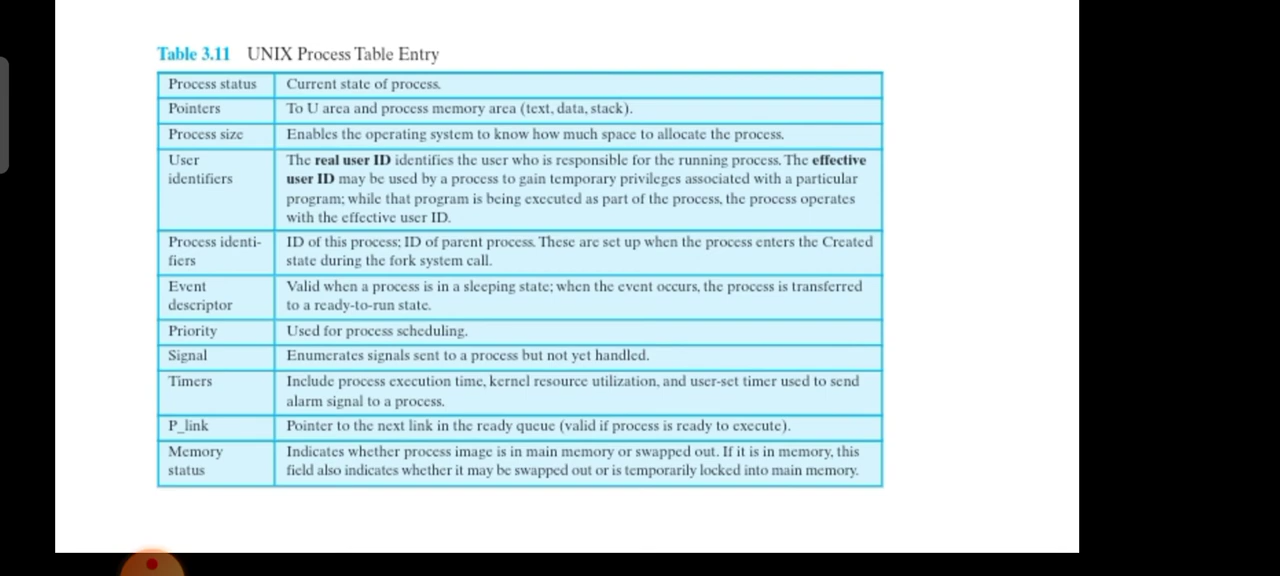 Table 3.11 UNIX Process Table Entry
Process status Current state of process.
Pointers To U area and process memory area (text, data, stack).
Process size Enables the operating system to know how much space to allocate the process.
User The real user ID identifies the user who is responsible for the running process. The effective
identifiers user ID may be used by a process to gain temporary privileges associated with a particular
program; while that program is being executed as part of the process, the process operates
with the effective user ID.
Process identi- ID of this process; ID of parent process. These are set up when the process enters the Created
fiers state during the fork system call.
Event Valid when a process is in a sleeping state; when the event occurs, the process is transferred
descriptor to a ready-to-run state.
Priority Used for process scheduling.
Signal Enumerates signals sent to a process but not yet handled.
Timers Include process execution time, kernel resource utilization, and user-set timer used to send
alarm signal to a process.
P_link Pointer to the next link in the ready queue (valid if process is ready to execute).
Memory Indicates whether process image is in main memory or swapped out. If it is in memory, this
status field also indicates whether it may be swapped out or is temporarily locked into main memory.